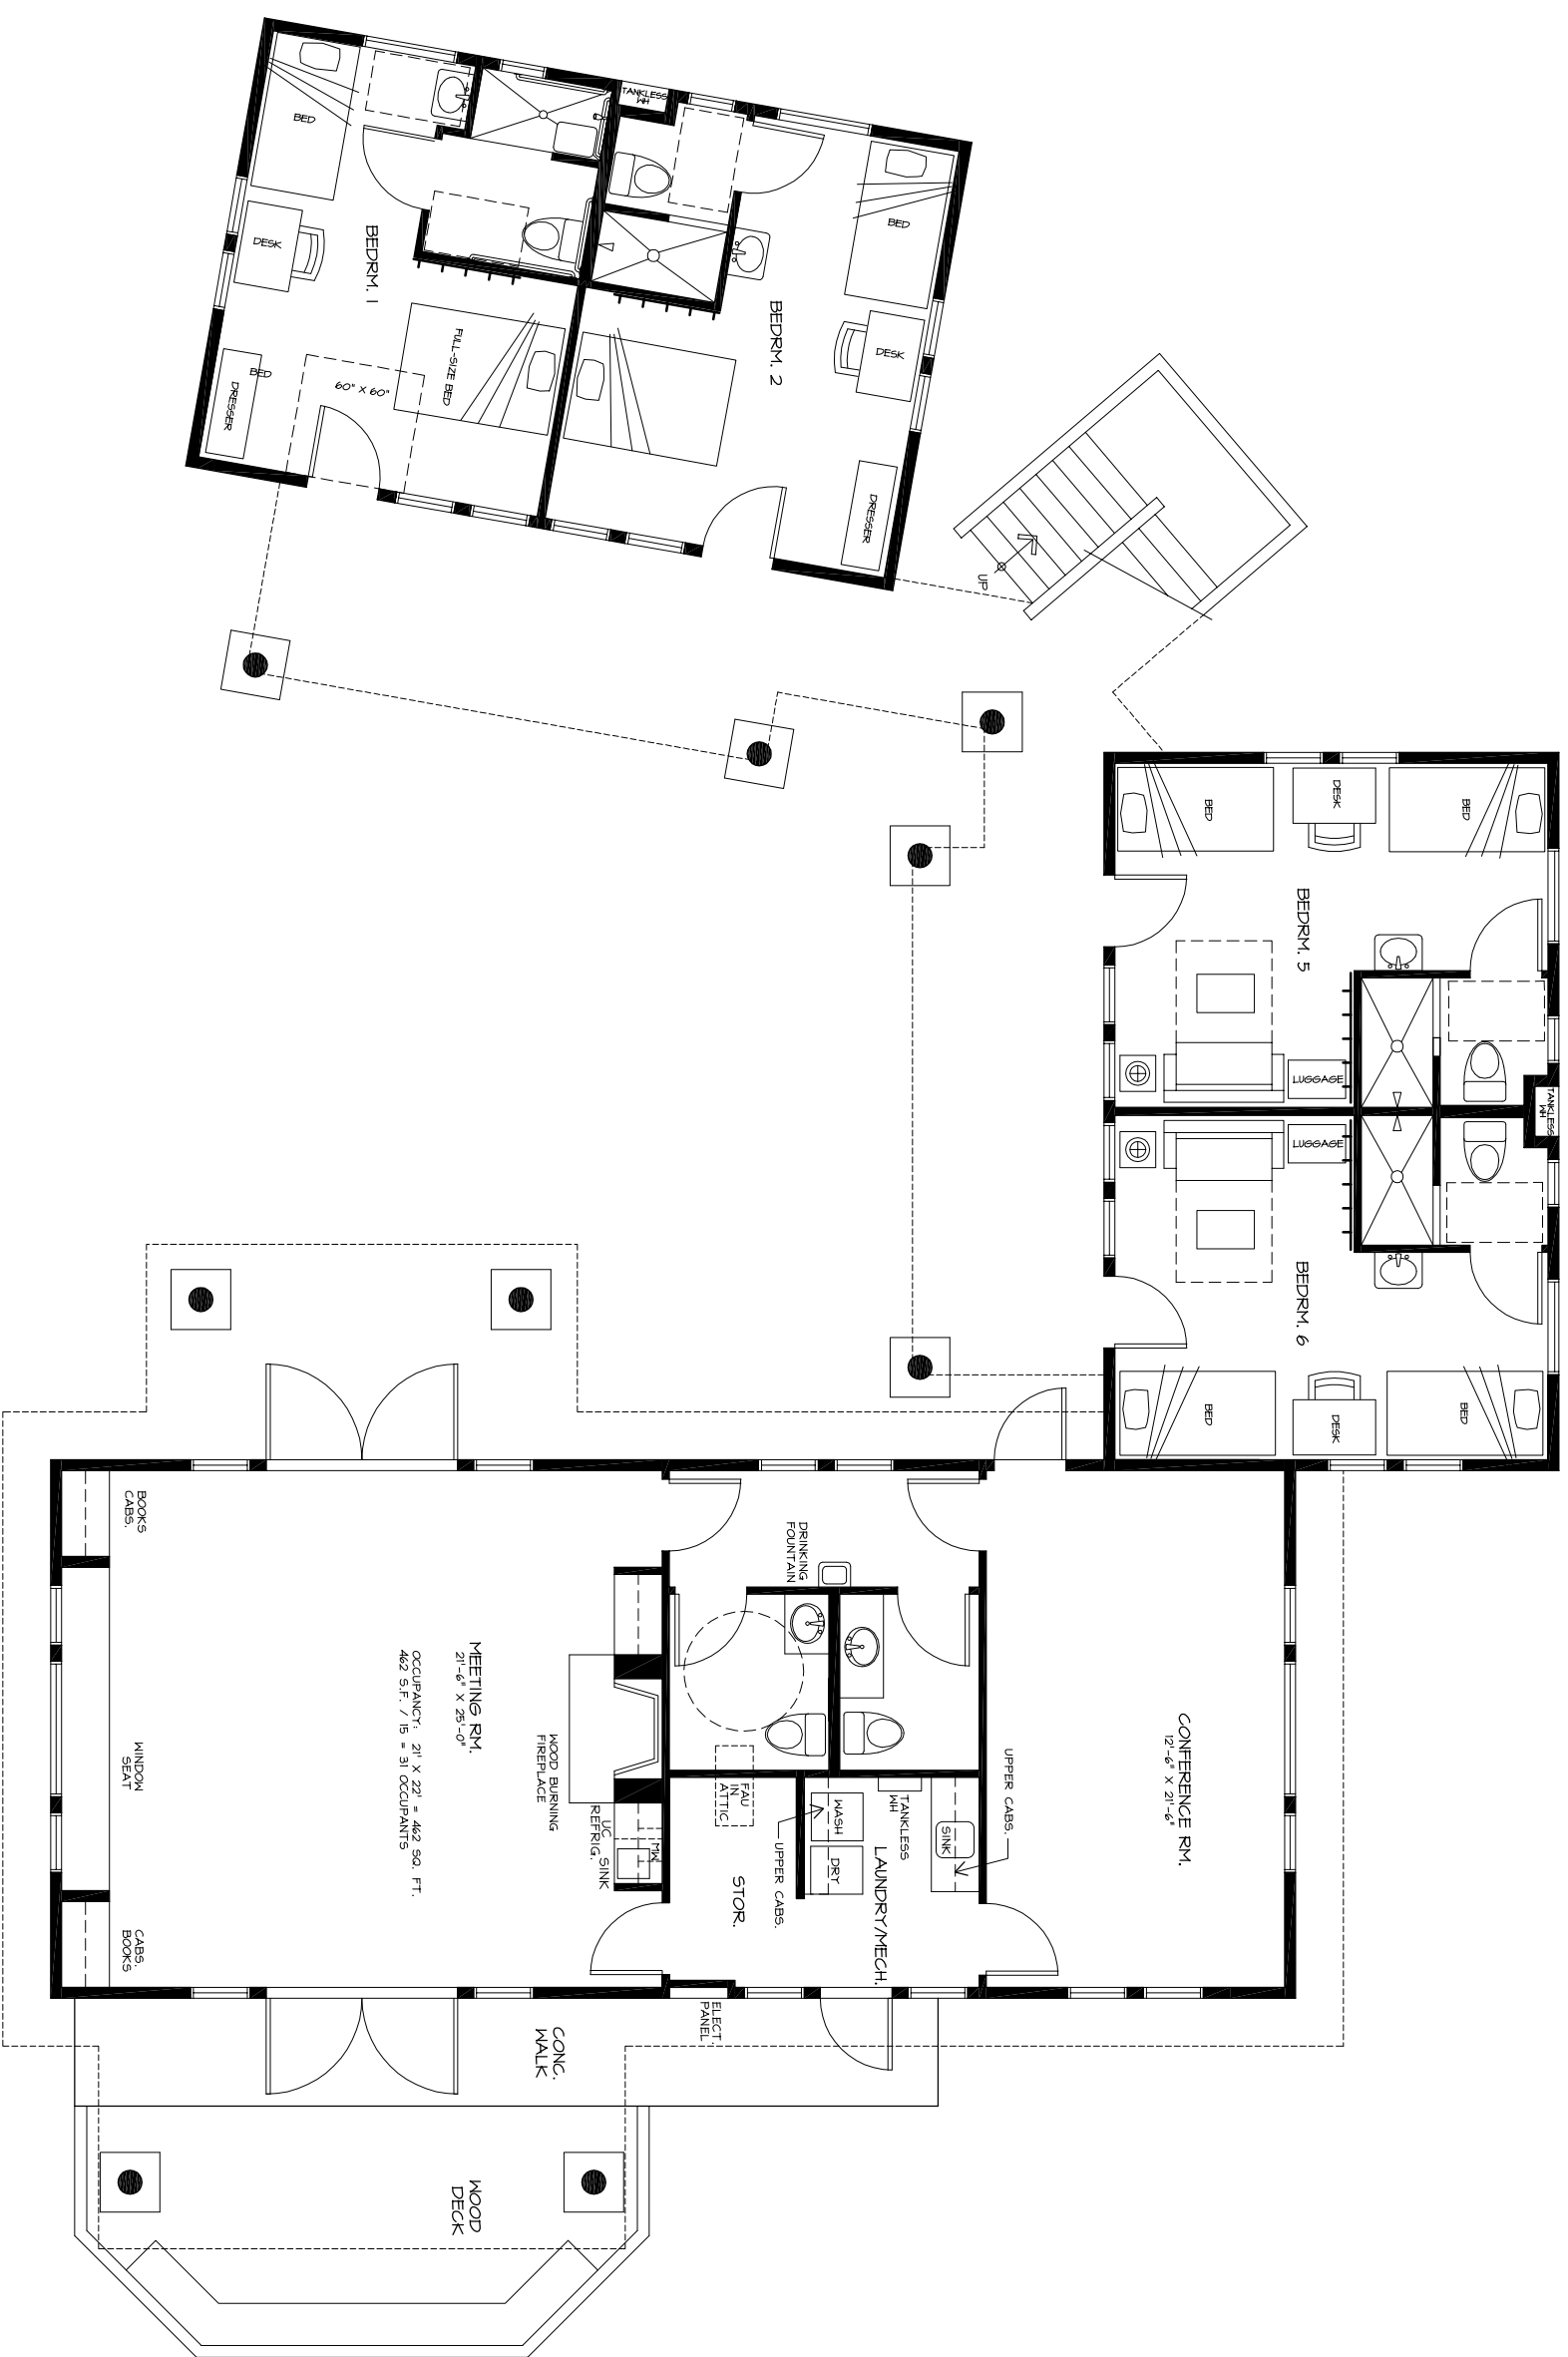 TANKLESS
WH
BED
BED
DESK
BEDRM. 1
BEDRM. 2
DESK
FULL-SIZE BED
60" X 60"
BED
DRESSER
DRESSER
UP
BED
DESK
BED
BEDRM. 5
LUGGAGE
TANKLESS
WH
LUGGAGE
BEDRM. 6
BED
DESK
BED
BOOKS
CABS.
DRINKING
FOUNTAIN
MEETING RM.
21'-6" X 25'-0"
OCCUPANCY: 21' X 22' = 462 SQ. FT.
462 S.F. / 15 = 31 OCCUPANTS
WINDOW
SEAT
WOOD BURNING
FIREPLACE
CONFERENCE RM.
12'-6" X 21'-6"
UPPER CABS.
FAU
IN
ATTIC
TANKLESS
WH
WASH
DRY
SINK
UC
REFRIG.
SINK
MW
UPPER CABS.
STOR.
LAUNDRY/MECH.
CABS.
BOOKS
ELECT.
PANEL
CONC.
WALK
WOOD
DECK